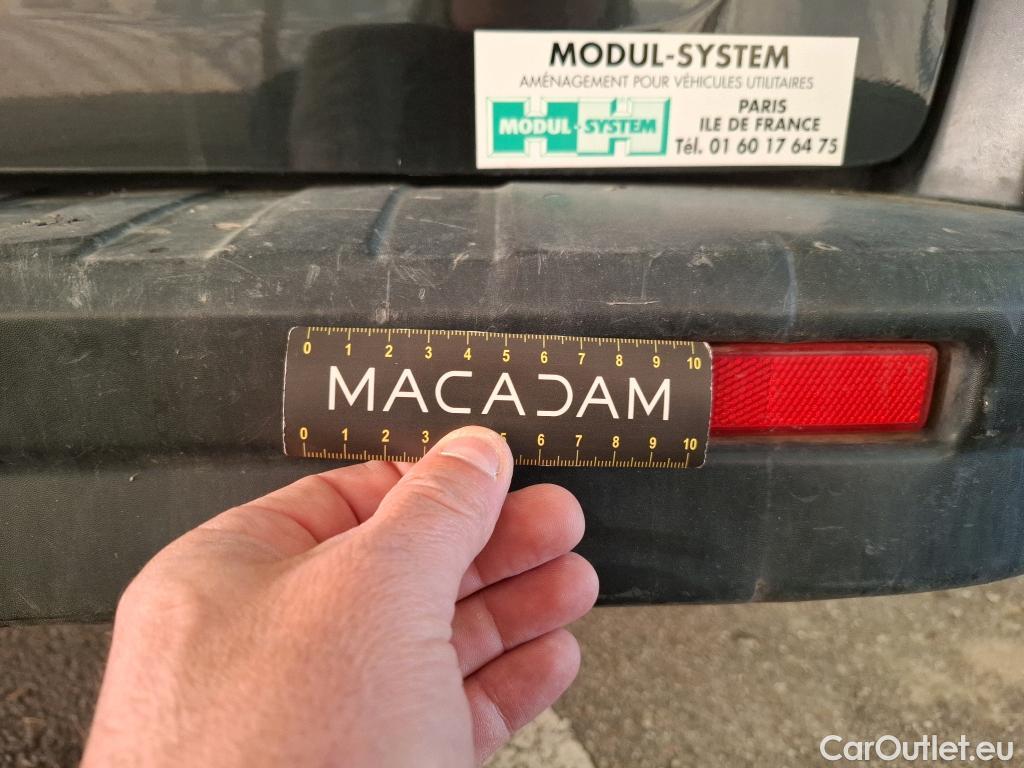 MODUL-SYSTEM
AMÉNAGEMENT POUR VÉHICULES UTILITAIRES
MODUL-SYSTEM
PARIS
ILE DE FRANCE
Tél. 01 60 17 64 75
0 1 2 3 4 5 6 7 8 9 10
MACADAM
0 1 2 3 5 6 7 8 9 10
CarOutlet.eu